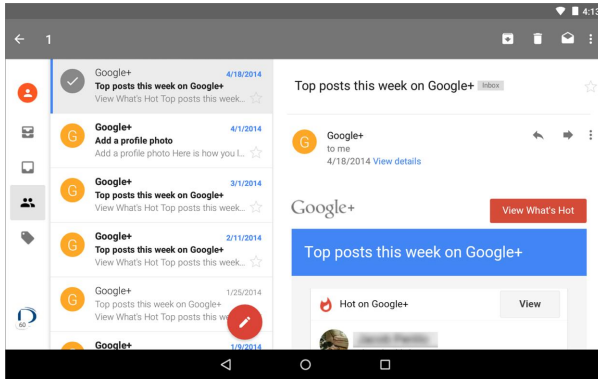 4:13
1
Google+ 4/18/2014
Top posts this week on Google+
View What's Hot Top posts this week...
G
Google+ 4/1/2014
Add a profile photo
Add a profile photo Here is how you l...
G
Google+ 3/1/2014
Top posts this week on Google+
View What's Hot Top posts this week...
G
Google+ 2/11/2014
Top posts this week on Google+
View What's Hot Top posts this week...
G
Google+ 1/25/2014
Top posts this week on Google+
View What's Hot Top posts this we
G
Google+ 1/9/2014
60
Top posts this week on Google+ Inbox
G
Google+
to me
4/18/2014 View details
Google+
View What's Hot
Top posts this week on Google+
Hot on Google+
View